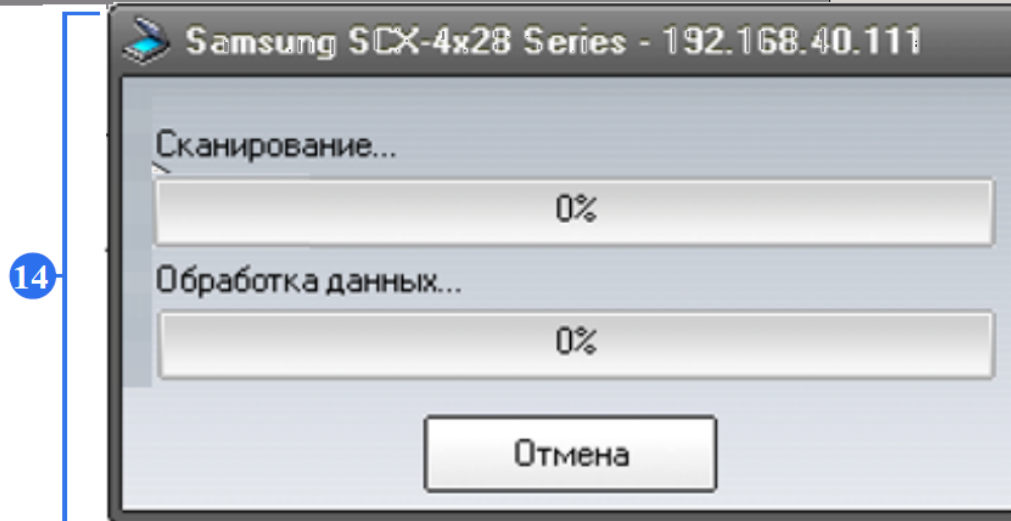 Samsung SCX-4x28 Series - 192.168.40.111
Сканирование...
0%
14
Обработка данных...
0%
Отмена